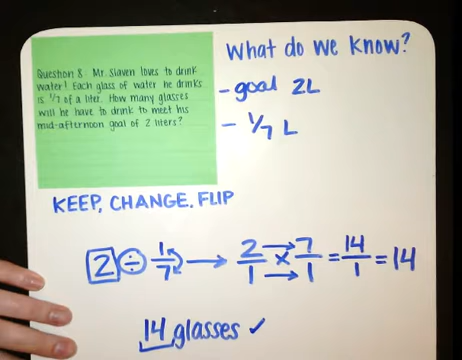 Question 8: Mr. Slaven loves to drink
water! Each glass of water he drinks
is 1/7 of a liter. How many glasses
will he have to drink to meet his
mid-afternoon goal of 2 liters?
What do we know?
- goal 2L
- 1/7 L
KEEP, CHANGE, FLIP
2 ÷ 1/7 → 2/1 × 7/1 = 14/1 = 14
14 glasses ✓